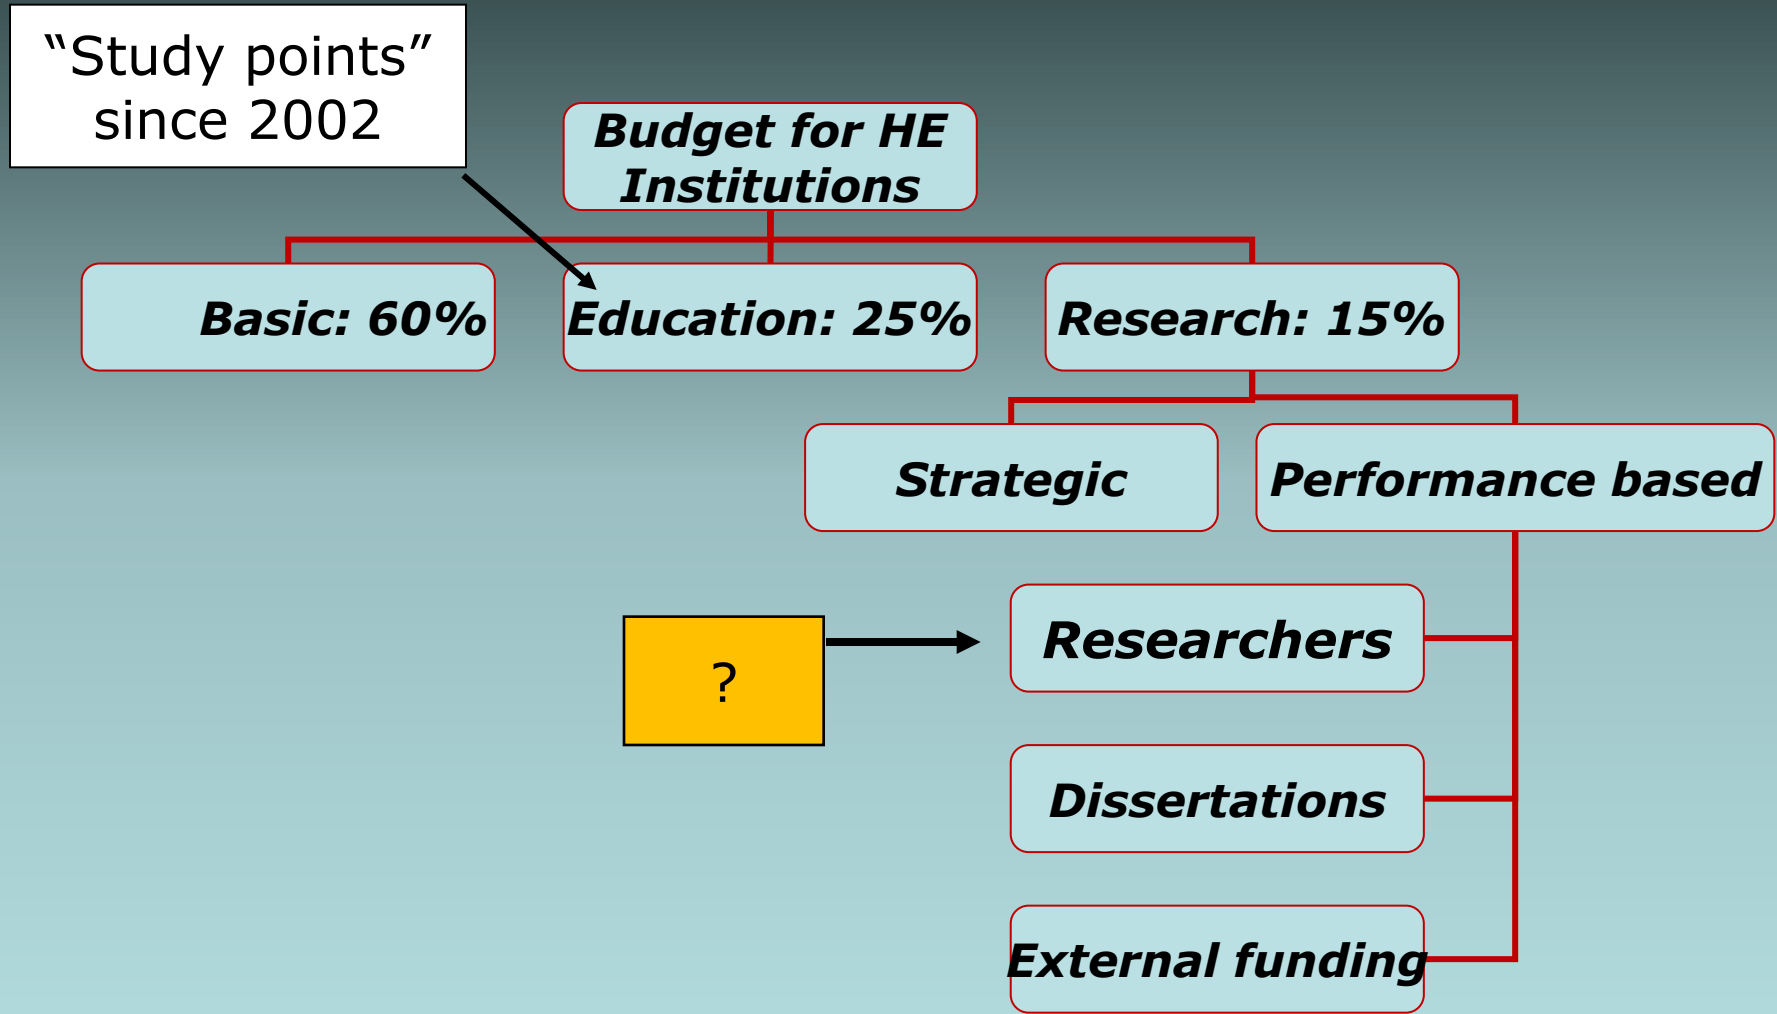 “Study points”
since 2002
Budget for HE
Institutions
Basic: 60%
Education: 25%
Research: 15%
Strategic
Performance based
?
Researchers
Dissertations
External funding